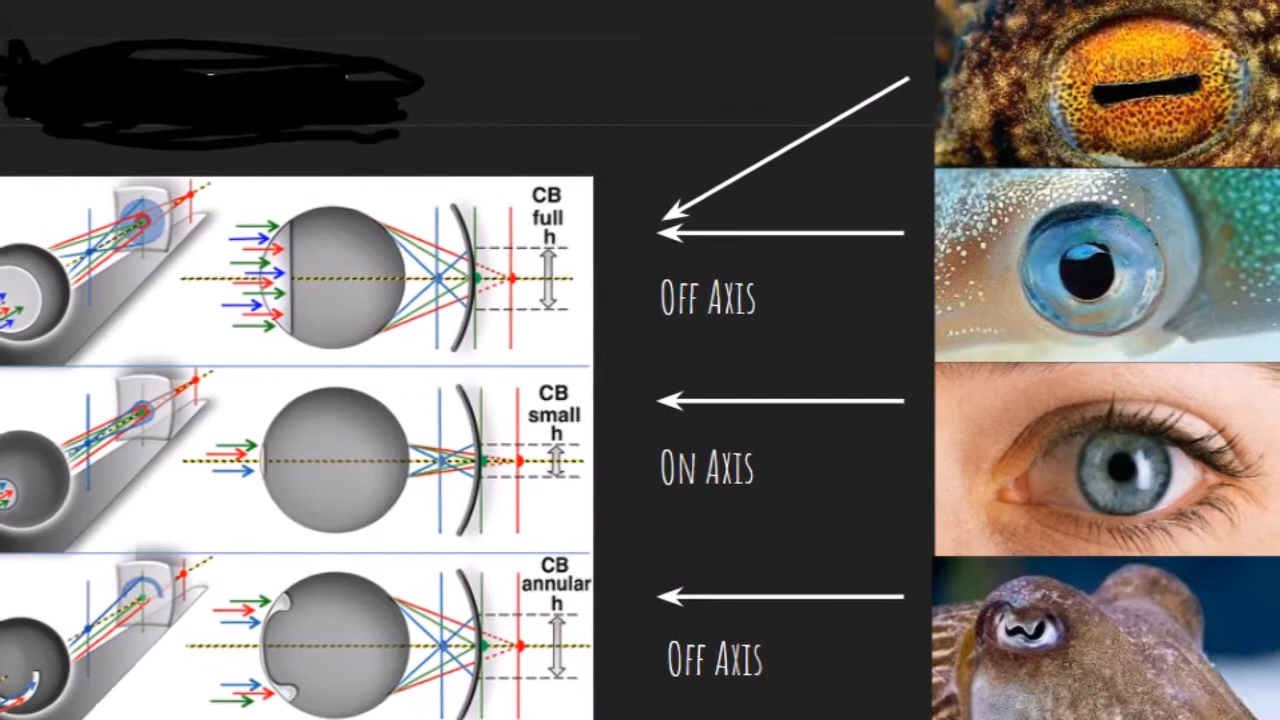 CB
full
h
Off Axis
CB
small
h
On Axis
CB
annular
h
Off Axis